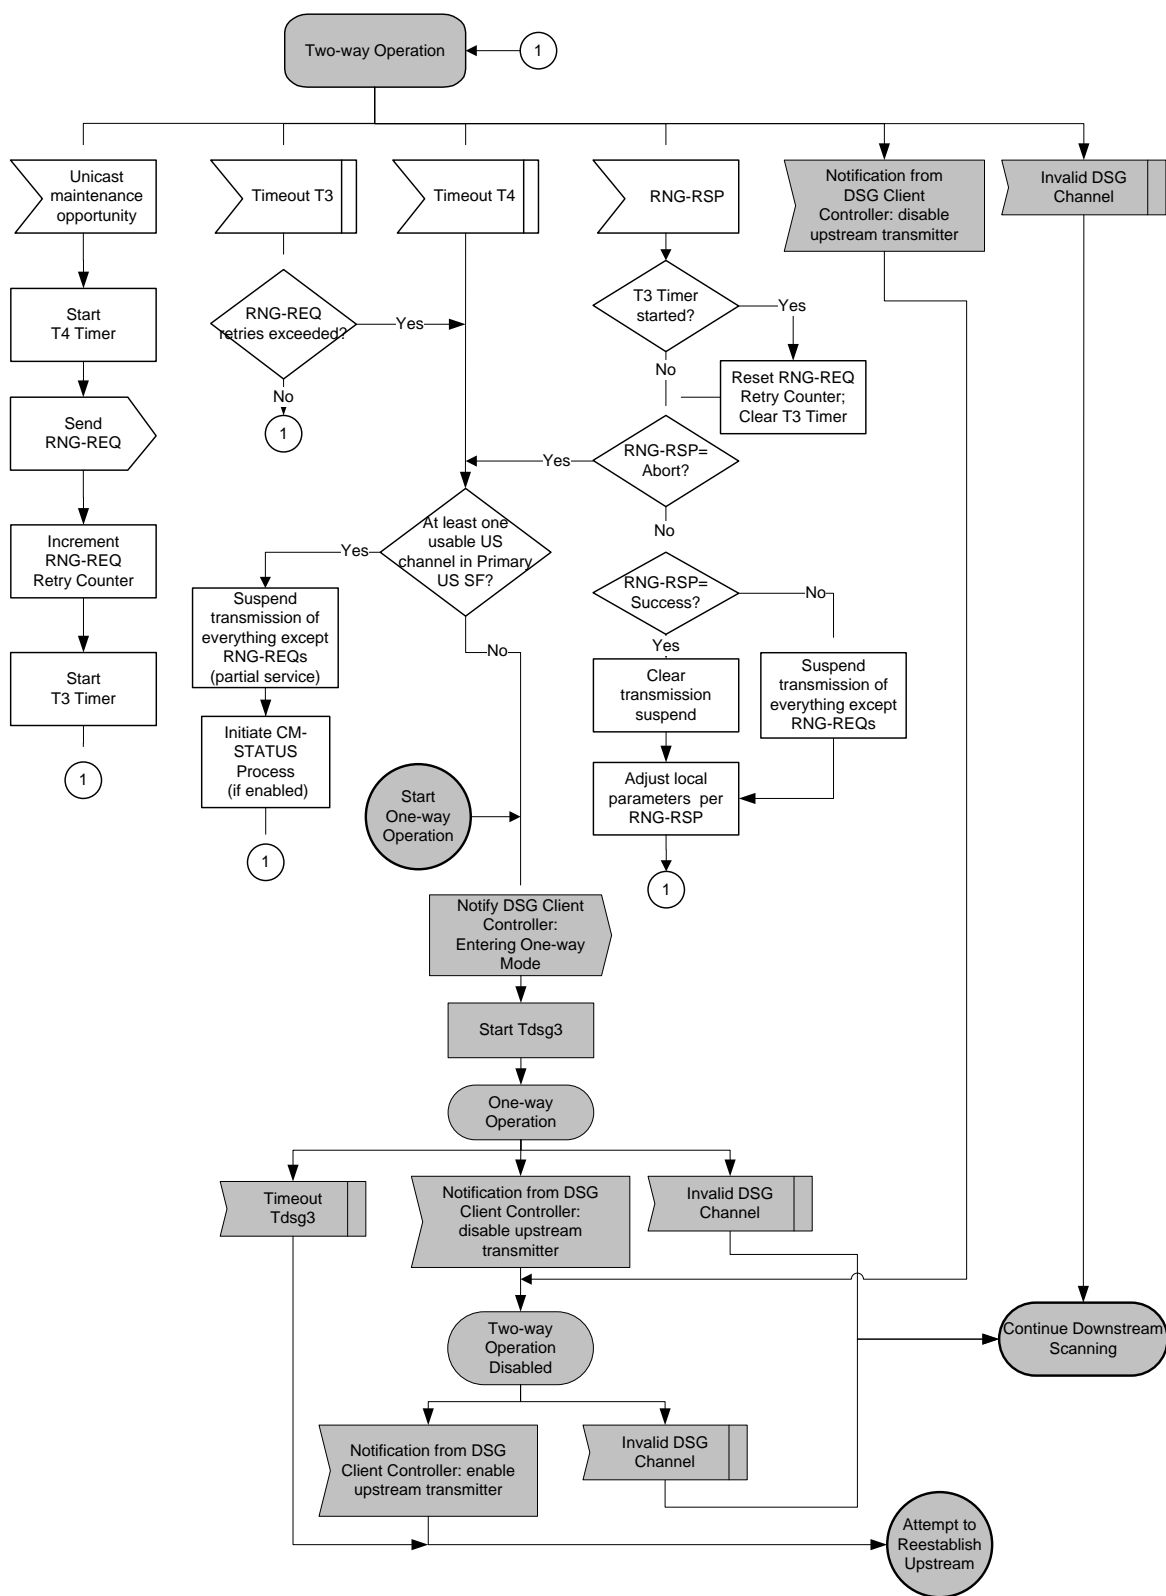 Two-way Operation
1
Unicast
maintenance
opportunity
Timeout T3
Timeout T4
RNG-RSP
Notification from
DSG Client
Controller: disable
upstream transmitter
Invalid DSG
Channel
Start
T4 Timer
RNG-REQ
retries exceeded?
Yes
No
1
T3 Timer
started?
Yes
No
Reset RNG-REQ
Retry Counter;
Clear T3 Timer
Send
RNG-REQ
RNG-RSP=
Abort?
Yes
No
Increment
RNG-REQ
Retry Counter
At least one
usable US
channel in Primary
US SF?
Yes
No
RNG-RSP=
Success?
No
Yes
Suspend
transmission of
everything except
RNG-REQs
(partial service)
Start
T3 Timer
1
Clear
transmission
suspend
Suspend
transmission of
everything except
RNG-REQs
Initiate CM-
STATUS
Process
(if enabled)
1
Start
One-way
Operation
Adjust local
parameters per
RNG-RSP
1
Notify DSG Client
Controller:
Entering One-way
Mode
Start Tdsg3
One-way
Operation
Timeout
Tdsg3
Notification from DSG
Client Controller:
disable upstream
transmitter
Invalid DSG
Channel
Two-way
Operation
Disabled
Continue Downstream
Scanning
Notification from DSG
Client Controller: enable
upstream transmitter
Invalid DSG
Channel
Attempt to
Reestablish
Upstream